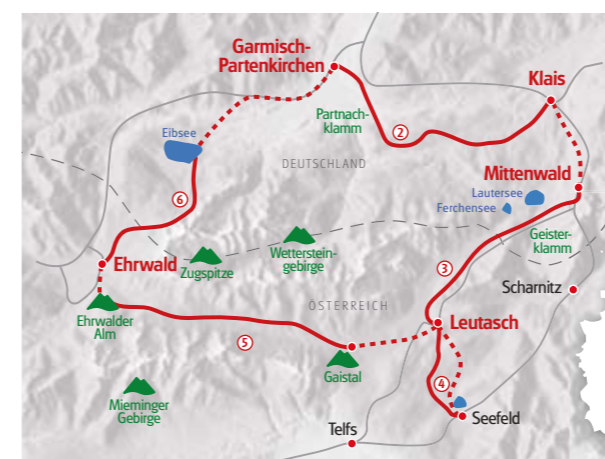 Garmisch-
Partenkirchen
Klais
Partnach-
klamm
②
Eibsee
DEUTSCHLAND
Mittenwald
Lautersee
Ferchensee
⑥
Geister-
klamm
Ehrwald
Zugspitze
Wetterstein-
gebirge
③
Scharnitz
ÖSTERREICH
Ehrwalder
Alm
Leutasch
⑤
Gaistal
④
Mieminger
Gebirge
Seefeld
Telfs